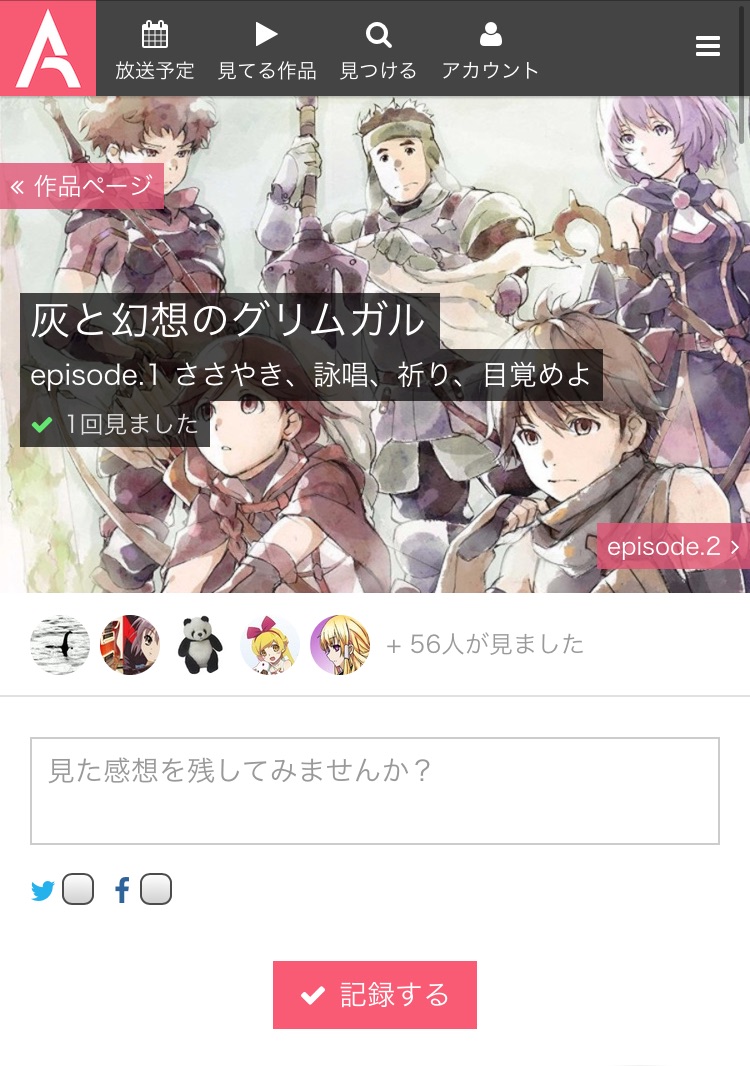 放送予定 見てる作品 見つける アカウント
« 作品ページ
灰と幻想のグリムガル
episode.1 ささやき、詠唱、祈り、目覚めよ
1回見ました
episode.2 ›
+ 56人が見ました
見た感想を残してみませんか？
記録する